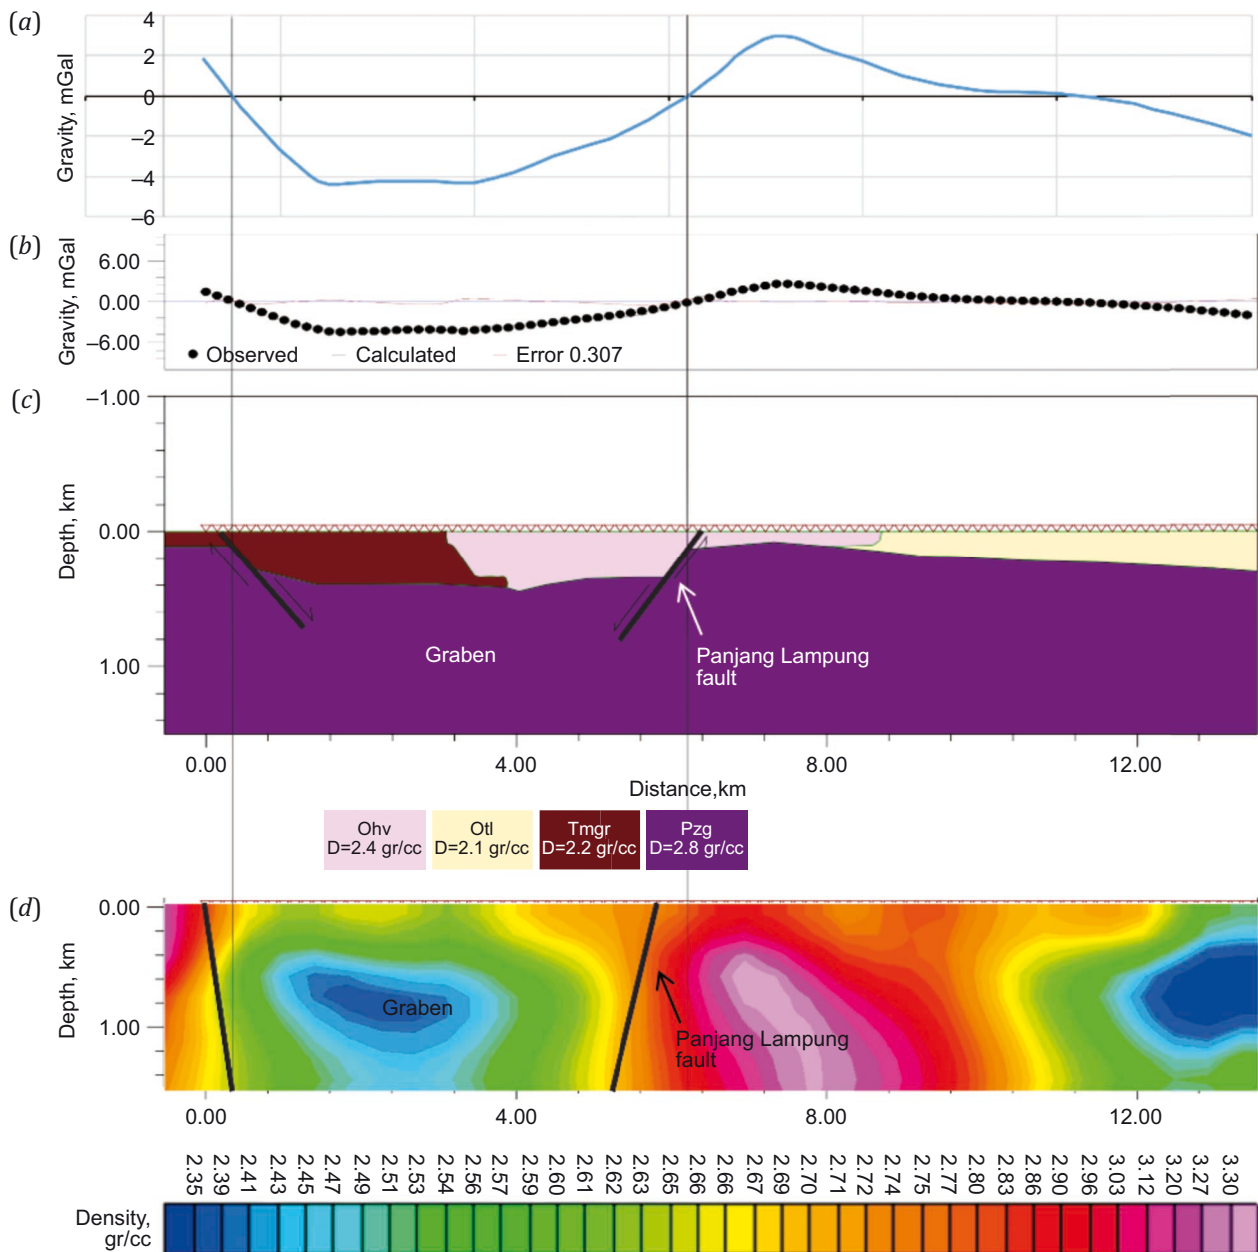 (a)
Gravity, mGal
4
2
0
–2
–4
–6
(b)
Gravity, mGal
6.00
0.00
–6.00
Observed
Calculated
Error 0.307
(c)
Depth, km
–1.00
0.00
1.00
Graben
Panjang Lampung
fault
0.00 4.00 8.00 12.00
Distance,km
Ohv
D=2.4 gr/cc
Otl
D=2.1 gr/cc
Tmgr
D=2.2 gr/cc
Pzg
D=2.8 gr/cc
(d)
Depth, km
0.00
1.00
Graben
Panjang Lampung
fault
0.00 4.00 8.00 12.00
2.35 2.39 2.41 2.43 2.45 2.47 2.49 2.51 2.53 2.54 2.56 2.57 2.59 2.60 2.61 2.62 2.63 2.65 2.66 2.66 2.68 2.69 2.70 2.72 2.74 2.75 2.77 2.80 2.83 2.86 2.90 2.96 3.03 3.12 3.20 3.27 3.30
Density,
gr/cc